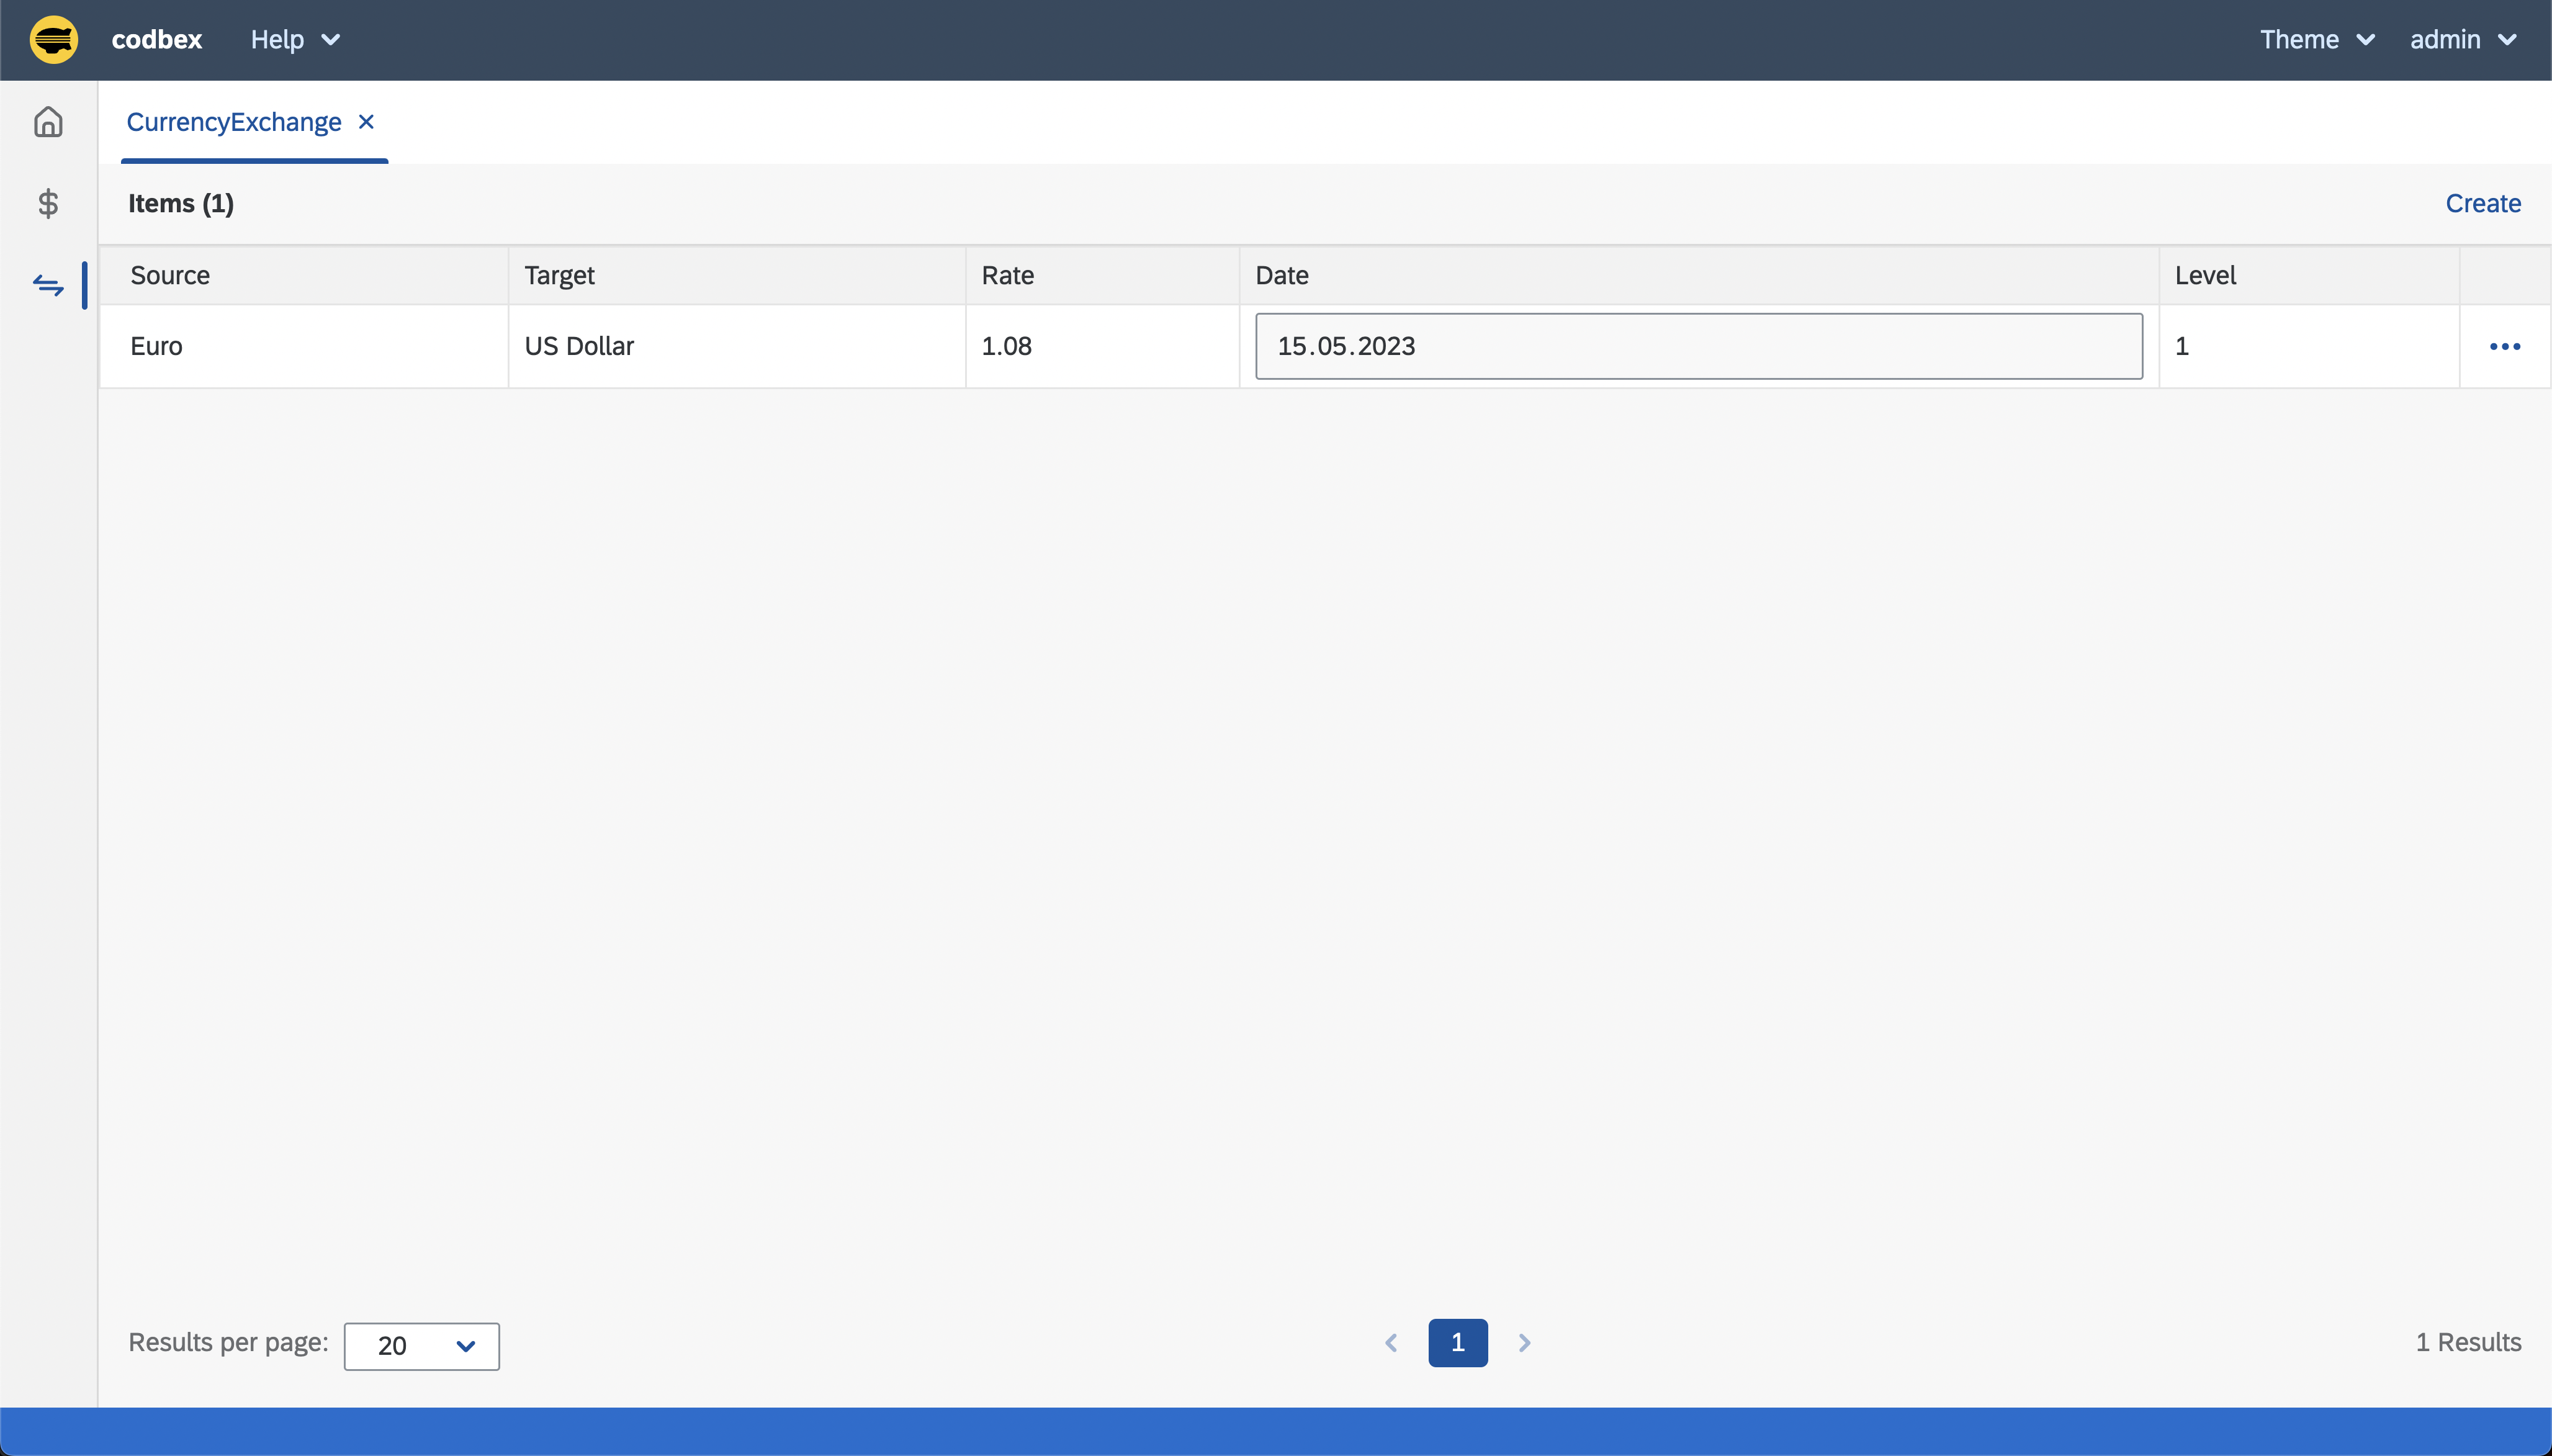 codbex Help Theme admin
CurrencyExchange
Items (1) Create
Source Target Rate Date Level
Euro US Dollar 1.08 15.05.2023 1
Results per page: 20 1 1 Results